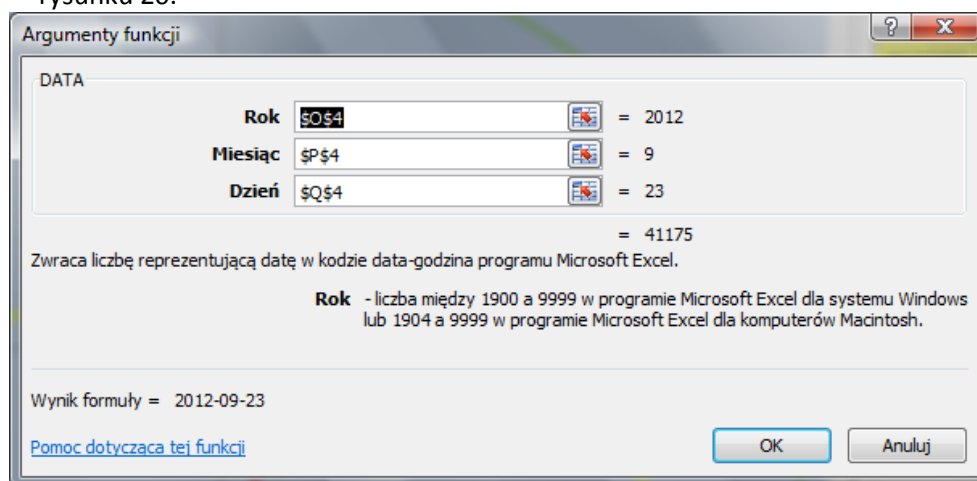 rysunku 20.
Argumenty funkcji
DATA
Rok $O$4 = 2012
Miesiąc $P$4 = 9
Dzień $Q$4 = 23
= 41175
Zwraca liczbę reprezentującą datę w kodzie data-godzina programu Microsoft Excel.
Rok - liczba między 1900 a 9999 w programie Microsoft Excel dla systemu Windows
lub 1904 a 9999 w programie Microsoft Excel dla komputerów Macintosh.
Wynik formuły = 2012-09-23
Pomoc dotycząca tej funkcji
OK Anuluj